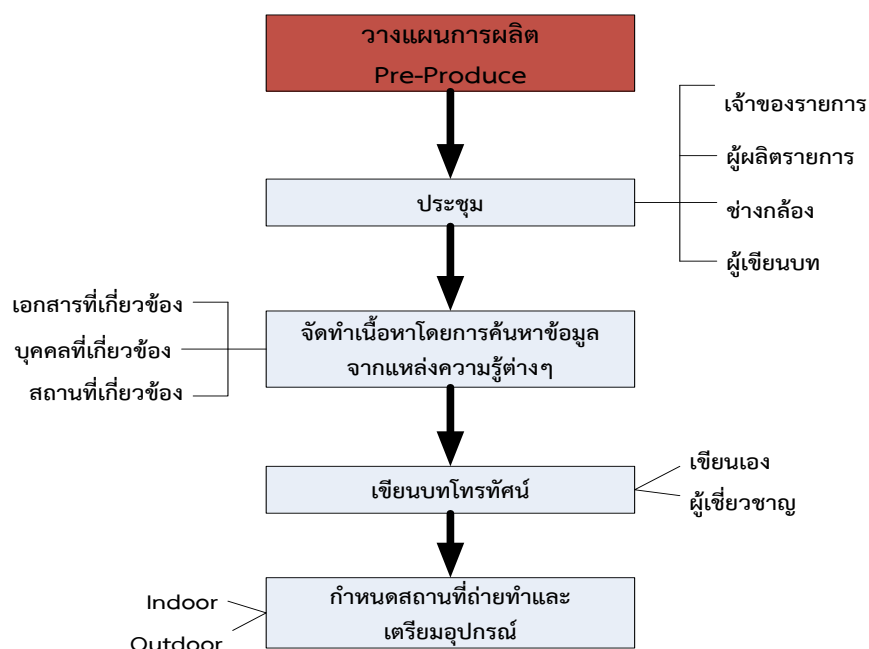 วางแผนการผลิต
Pre-Produce
เจ้าของรายการ
ผู้ผลิตรายการ
ประชุม
ช่างกล้อง
ผู้เขียนบท
เอกสารที่เกี่ยวข้อง
บุคคลที่เกี่ยวข้อง
สถานที่เกี่ยวข้อง
จัดทำเนื้อหาโดยการค้นหาข้อมูล
จากแหล่งความรู้ต่างๆ
เขียนบทโทรทัศน์
เขียนเอง
ผู้เชี่ยวชาญ
Indoor
Outdoor
กำหนดสถานที่ถ่ายทำและ
เตรียมอุปกรณ์